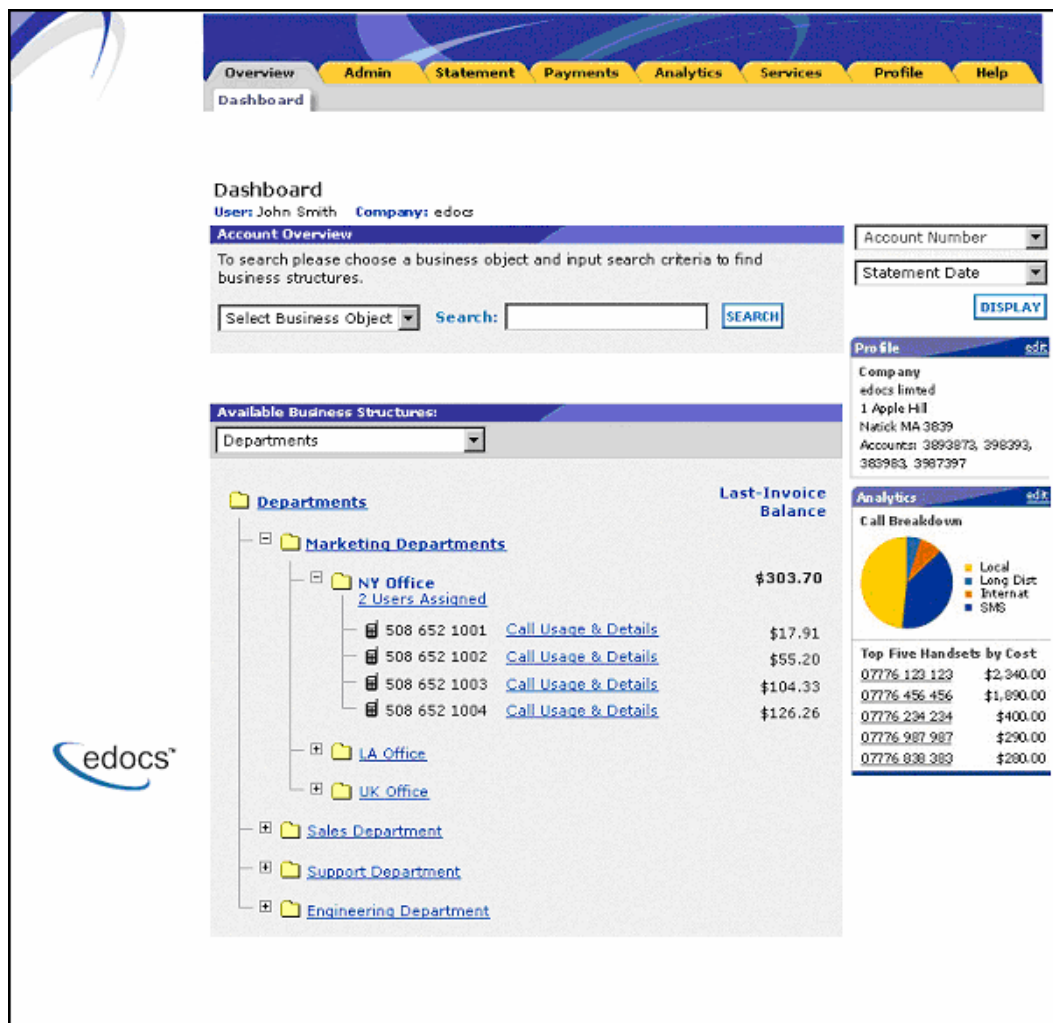 Overview Admin Statement Payments Analytics Services Profile Help
Dashboard
Dashboard
User: John Smith Company: edocs
Account Overview
To search please choose a business object and input search criteria to find
business structures.
Select Business Object Search: SEARCH
Account Number
Statement Date
DISPLAY
Profile edit
Company
edocs limted
1 Apple Hill
Natick MA 3839
Accounts: 3893873, 398393,
383983, 3987397
Available Business Structures:
Departments
Departments
Last-Invoice
Balance
Marketing Departments
NY Office $303.70
2 Users Assigned
508 652 1001 Call Usage & Details $17.91
508 652 1002 Call Usage & Details $55.20
508 652 1003 Call Usage & Details $104.33
508 652 1004 Call Usage & Details $126.26
LA Office
UK Office
Sales Department
Support Department
Engineering Department
Analytics edit
Call Breakdown
Local
Long Dist
Internat
SMS
Top Five Handsets by Cost
07776 123 123 $2,340.00
07776 456 456 $1,890.00
07776 234 234 $400.00
07776 987 987 $290.00
07776 838 383 $280.00
edocs™